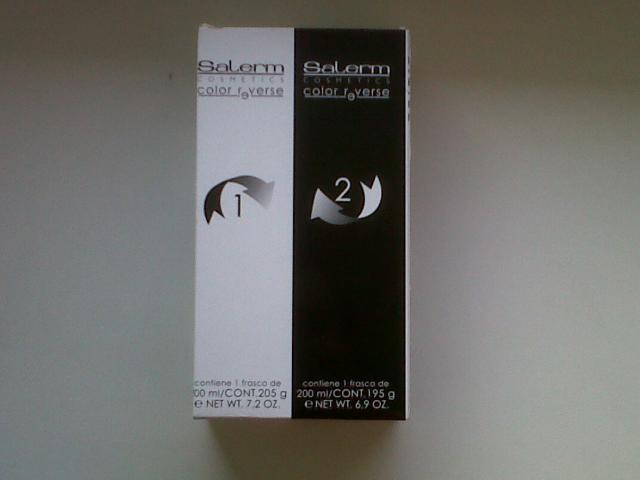 Salerm
COSMETICS
color reverse
1
contiene 1 frasco de
200 ml/CONT.205 g
e NET WT. 7,2 OZ.
Salerm
COSMETICS
color reverse
2
contiene 1 frasco de
200 ml/CONT.195 g
e NET WT. 6,9 OZ.